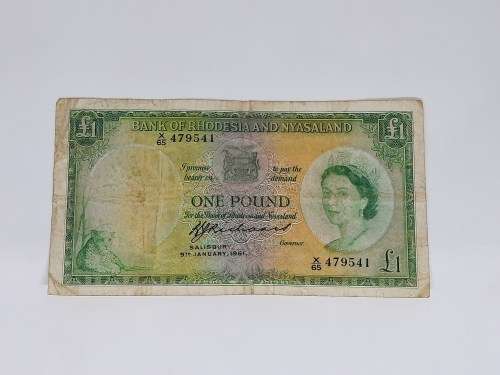 £1 BANK OF RHODESIA AND NYASALAND £1
X/65 479541
I promise to pay the
bearer on demand
ONE POUND
for the Bank of Rhodesia and Nyasaland
Governor
SALISBURY
9TH JANUARY, 1961.
X/65 479541
£1